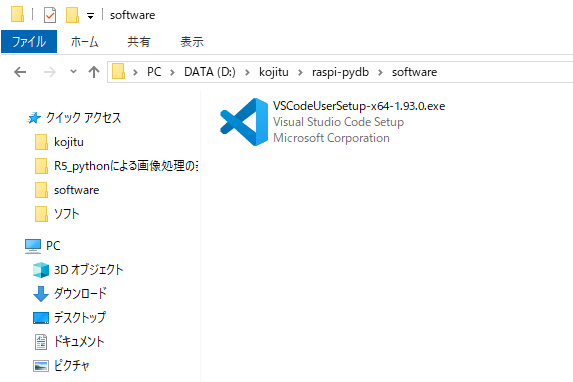 software
ファイル ホーム 共有 表示
PC > DATA (D:) > kojitu > raspi-pydb > software
クイック アクセス
kojitu
R5_pythonによる画像処理の
software
ソフト
PC
3D オブジェクト
ダウンロード
デスクトップ
ドキュメント
ピクチャ
VSCodeUserSetup-x64-1.93.0.exe
Visual Studio Code Setup
Microsoft Corporation